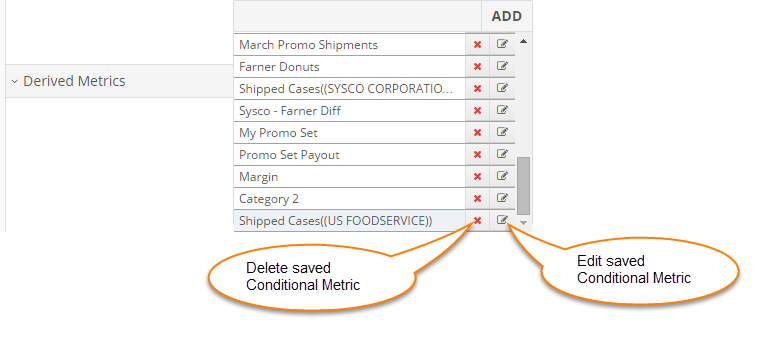 ADD
March Promo Shipments
Farner Donuts
Derived Metrics
Shipped Cases((SYSCO CORPORATIO...
Sysco - Farner Diff
My Promo Set
Promo Set Payout
Margin
Category 2
Shipped Cases((US FOODSERVICE))
Delete saved
Conditional Metric
Edit saved
Conditional Metric